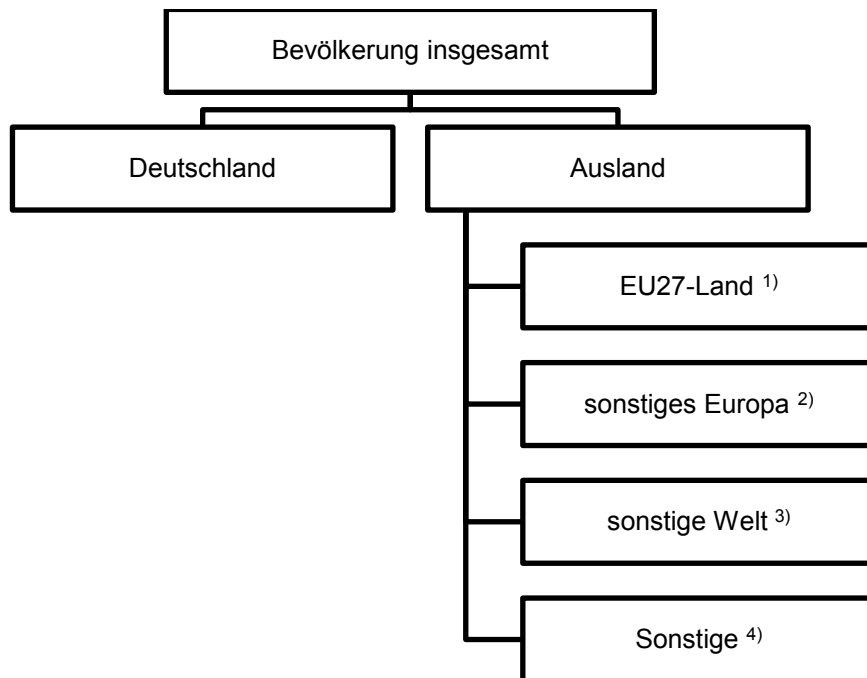 Bevölkerung insgesamt
Deutschland
Ausland
EU27-Land 1)
sonstiges Europa 2)
sonstige Welt 3)
Sonstige 4)